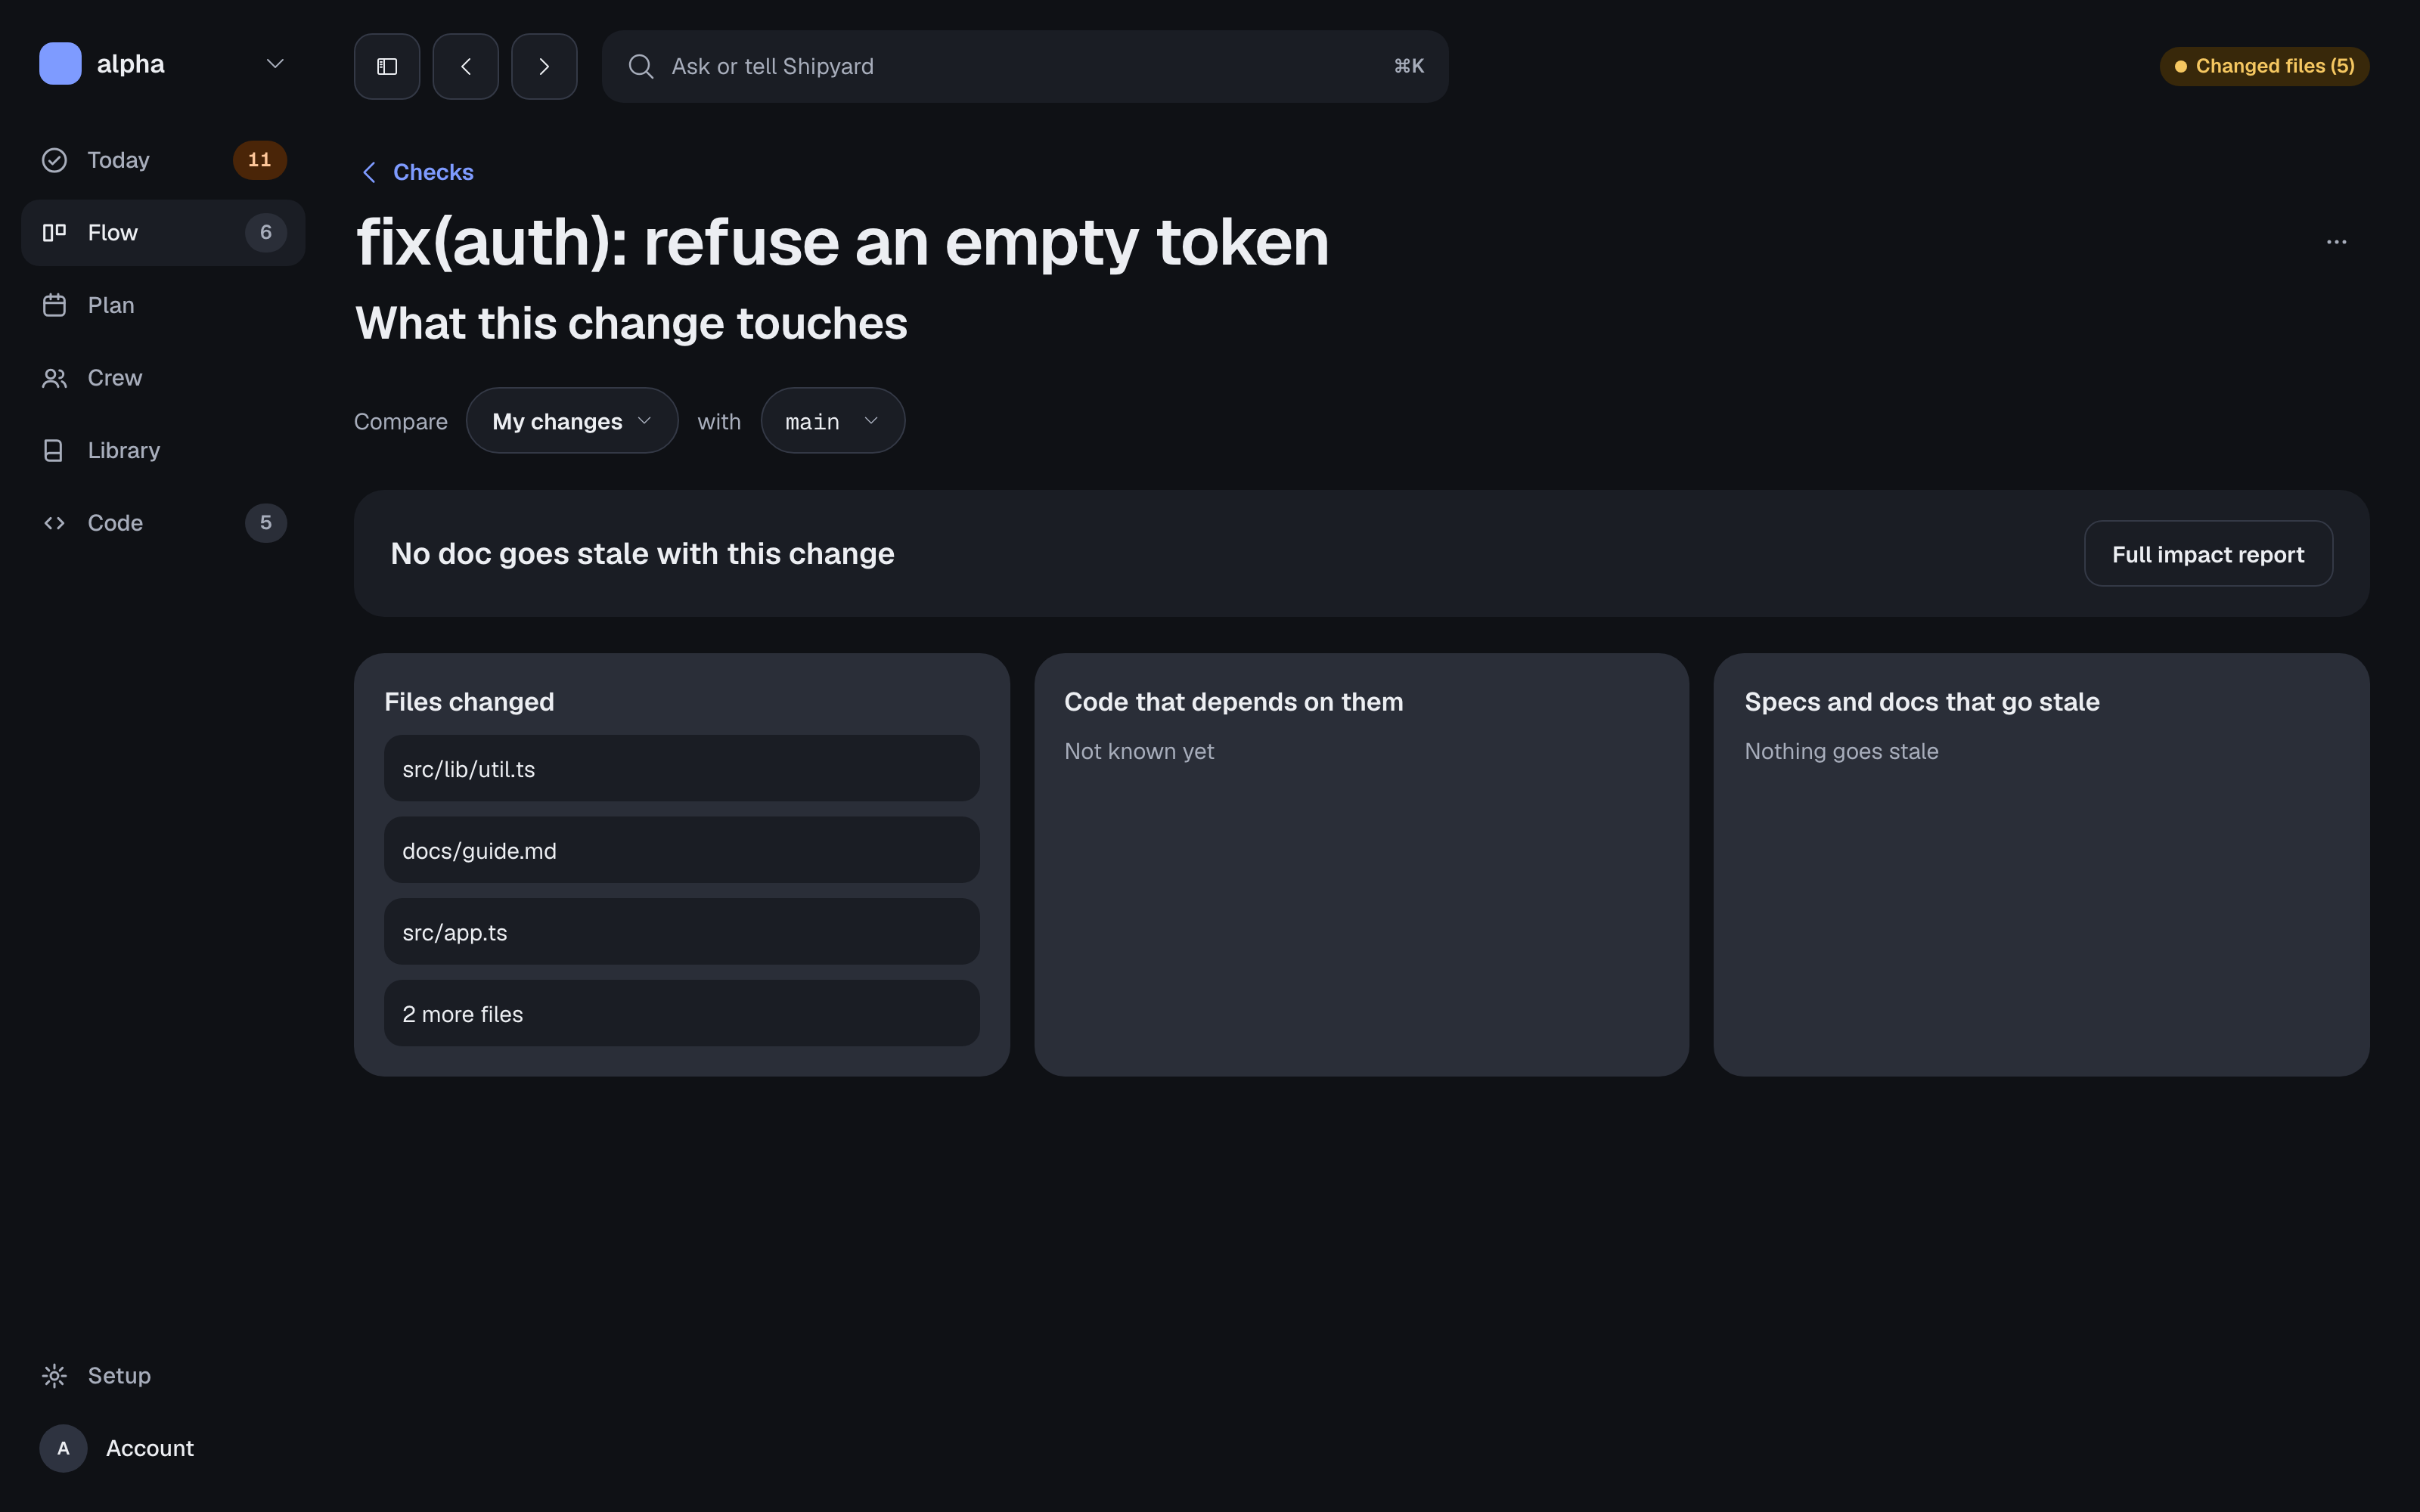 alpha
Ask or tell Shipyard
⌘K
Changed files (5)
Today
11
Flow
6
Plan
Crew
Library
Code
5
Checks
fix(auth): refuse an empty token
What this change touches
Compare
My changes
with
main
No doc goes stale with this change
Full impact report
Files changed
src/lib/util.ts
docs/guide.md
src/app.ts
2 more files
Code that depends on them
Not known yet
Specs and docs that go stale
Nothing goes stale
Setup
A
Account